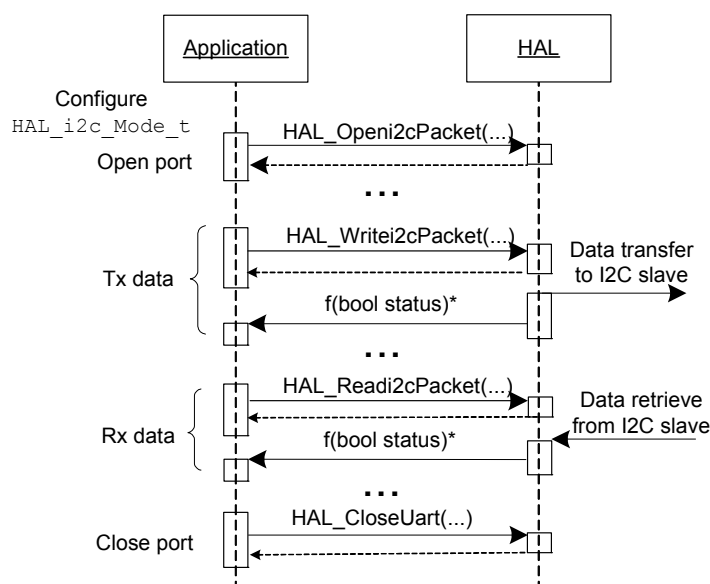 Application
HAL
Configure
HAL_i2c_Mode_t
Open port
HAL_Openi2cPacket(...)
...
Tx data
HAL_Writei2cPacket(...)
Data transfer
to I2C slave
f(bool status)*
...
Rx data
HAL_Readi2cPacket(...)
Data retrieve
from I2C slave
f(bool status)*
...
Close port
HAL_CloseUart(...)